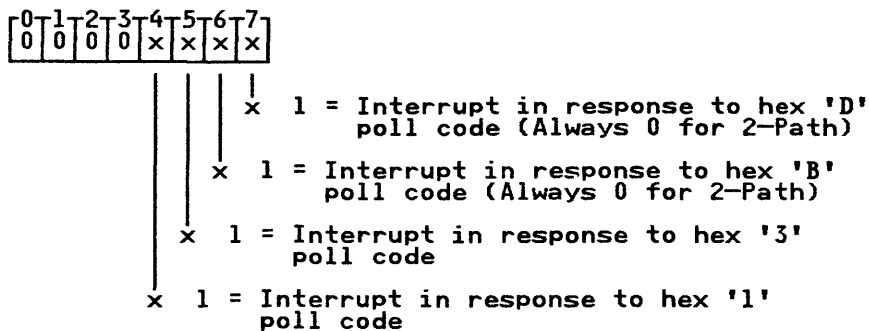 0 1 2 3 4 5 6 7
0 0 0 0 x x x x
x 1 = Interrupt in response to hex 'D'
poll code (Always 0 for 2-Path)
x 1 = Interrupt in response to hex 'B'
poll code (Always 0 for 2-Path)
x 1 = Interrupt in response to hex '3'
poll code
x 1 = Interrupt in response to hex '1'
poll code